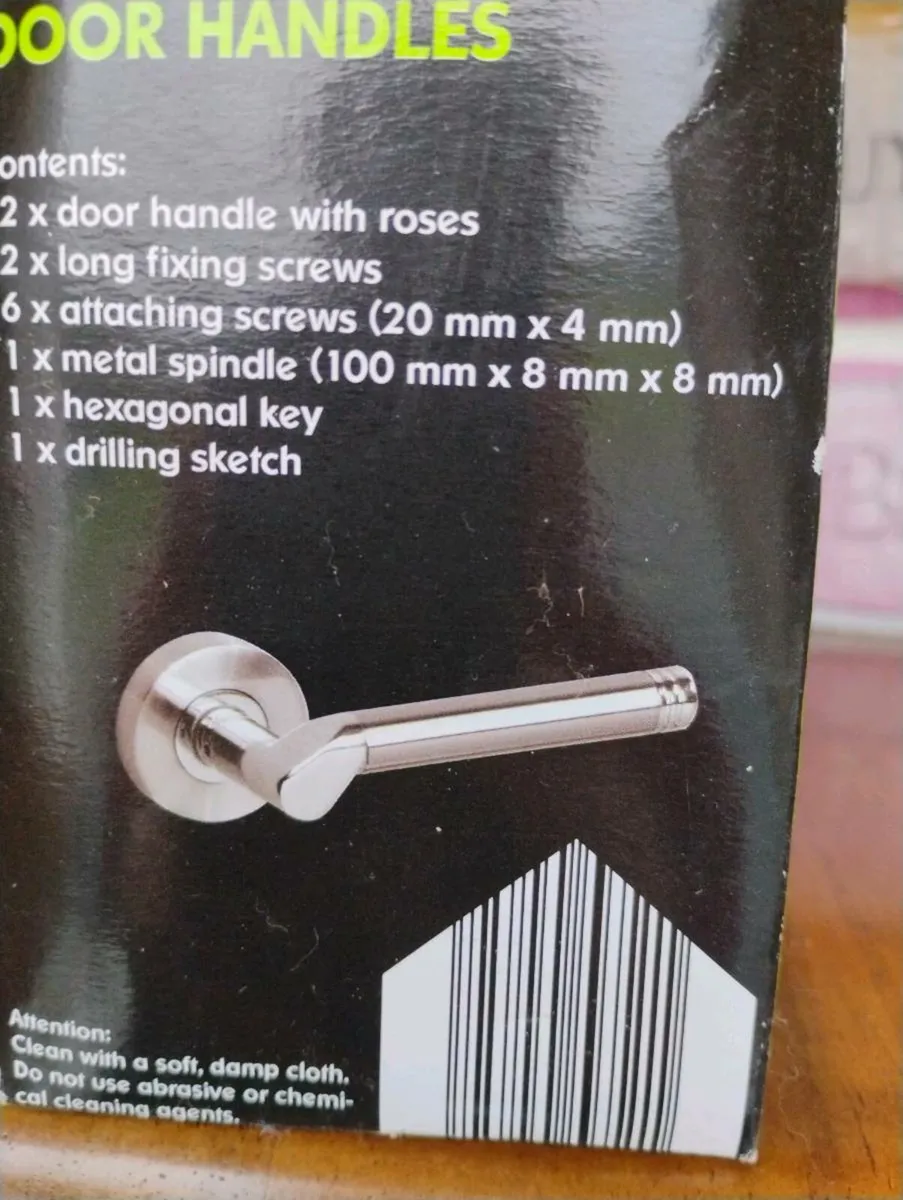 DOOR HANDLES
ontents:
2 x door handle with roses
2 x long fixing screws
6 x attaching screws (20 mm x 4 mm)
1 x metal spindle (100 mm x 8 mm x 8 mm)
1 x hexagonal key
1 x drilling sketch
Attention:
Clean with a soft, damp cloth.
Do not use abrasive or chemi-
cal cleaning agents.